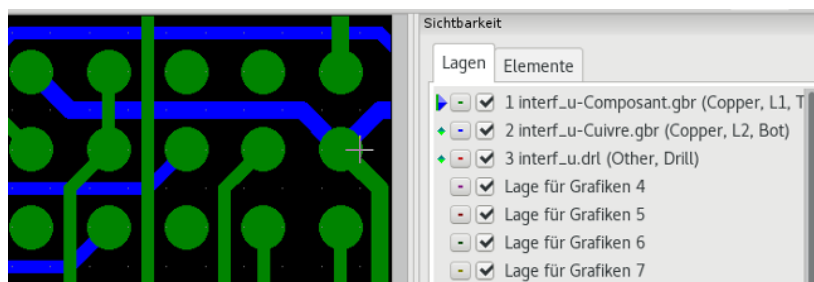 Sichtbarkeit
Lagen Elemente
1 interf_u-Composant.gbr (Copper, L1, T
2 interf_u-Cuivre.gbr (Copper, L2, Bot)
3 interf_u.drl (Other, Drill)
Lage für Grafiken 4
Lage für Grafiken 5
Lage für Grafiken 6
Lage für Grafiken 7